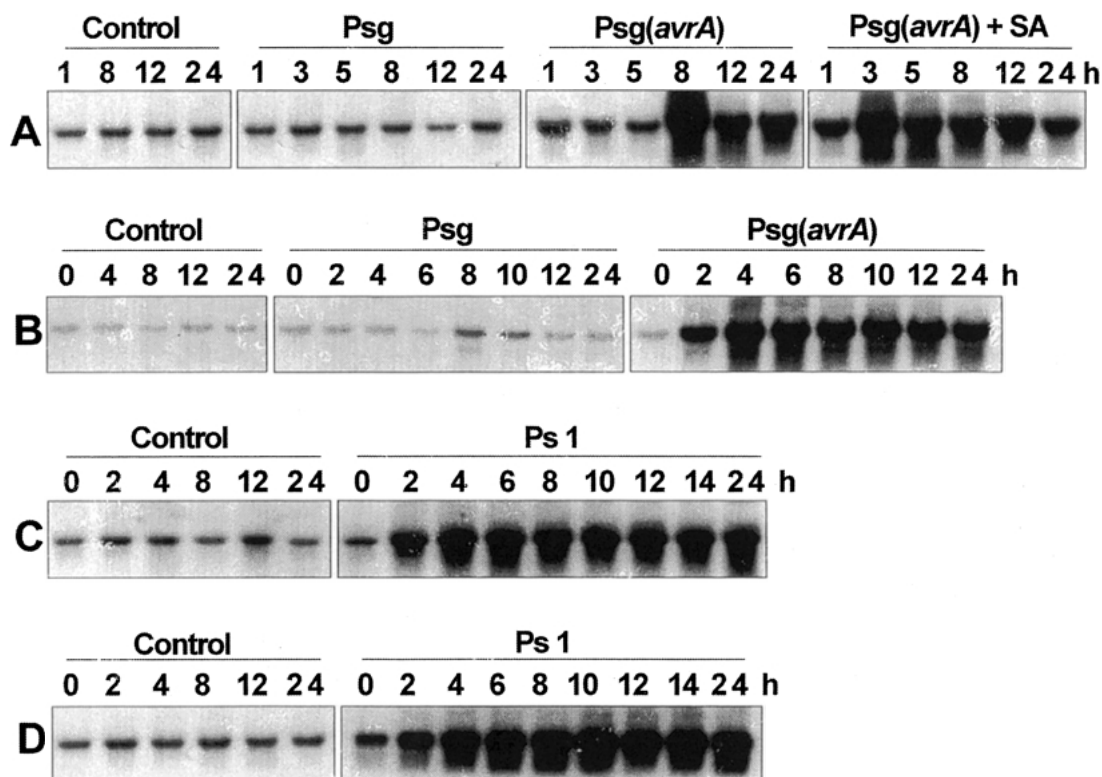 Control Psg Psg(avrA) Psg(avrA) + SA
1 8 12 24 1 3 5 8 12 24 1 3 5 8 12 24 1 3 5 8 12 24 h
A
Control Psg Psg(avrA)
0 4 8 12 24 0 2 4 6 8 10 12 24 0 2 4 6 8 10 12 24 h
B
Control Ps 1
0 2 4 8 12 24 0 2 4 6 8 10 12 14 24 h
C
Control Ps 1
0 2 4 8 12 24 0 2 4 6 8 10 12 14 24 h
D